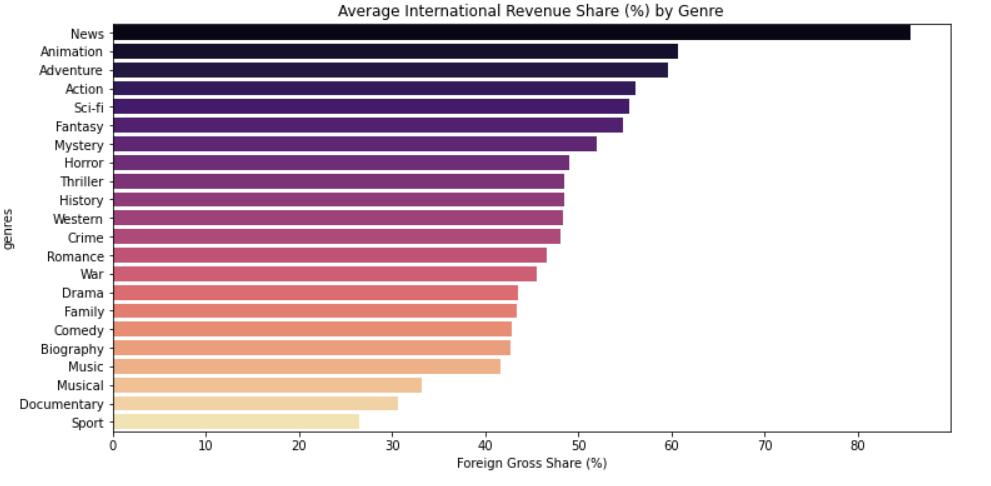 Average International Revenue Share (%) by Genre
genres
News
Animation
Adventure
Action
Sci-fi
Fantasy
Mystery
Horror
Thriller
History
Western
Crime
Romance
War
Drama
Family
Comedy
Biography
Music
Musical
Documentary
Sport
0 10 20 30 40 50 60 70 80
Foreign Gross Share (%)